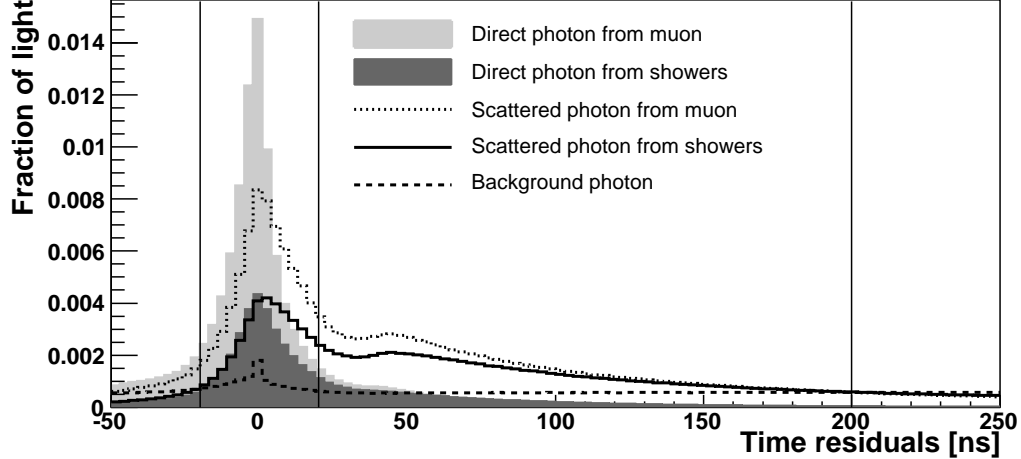 Fraction of light
0.014
0.012
0.01
0.008
0.006
0.004
0.002
0
Direct photon from muon
Direct photon from showers
Scattered photon from muon
Scattered photon from showers
Background photon
-50 0 50 100 150 200 250
Time residuals [ns]